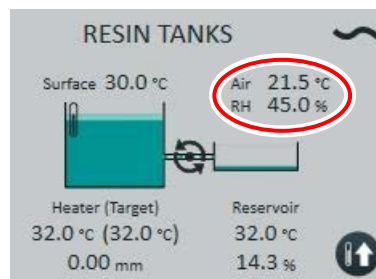 RESIN TANKS
Surface 30.0 °C
Air 21.5 °C
RH 45.0 %
Heater (Target)
32.0 °C (32.0 °C)
0.00 mm
Reservoir
32.0 °C
14.3 %